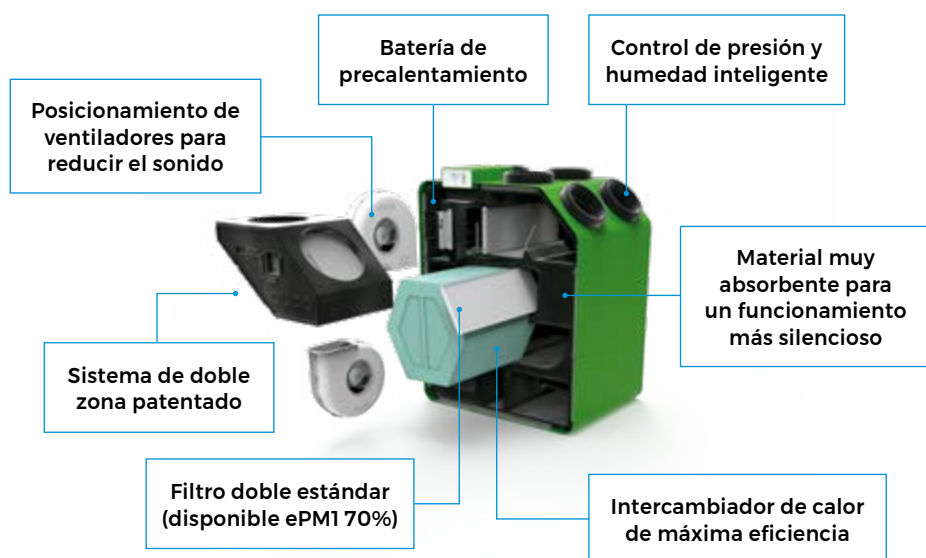 Batería de
precalentamiento
Control de presión y
humedad inteligente
Posicionamiento de
ventiladores para
reducir el sonido
Material muy
absorbente para
un funcionamiento
más silencioso
Sistema de doble
zona patentado
Filtro doble estándar
(disponible ePM1 70%)
Intercambiador de calor
de máxima eficiencia